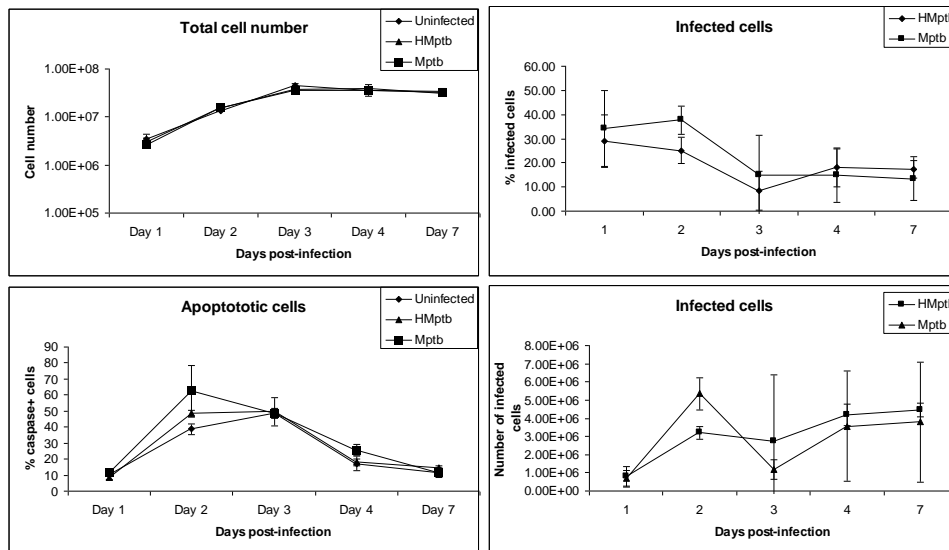 Total cell number
Uninfected
HMptb
Mptb
1.00E+08
1.00E+07
1.00E+06
1.00E+05
Cell number
Day 1 Day 2 Day 3 Day 4 Day 7
Days post-infection
Infected cells
HMptb
Mptb
60.00
50.00
40.00
30.00
20.00
10.00
0.00
% infected cells
1 2 3 4 7
Days post-infection
Apoptototic cells
Uninfected
HMptb
Mptb
90
80
70
60
50
40
30
20
10
0
% caspase+ cells
Day 1 Day 2 Day 3 Day 4 Day 7
Days post-infection
Infected cells
HMptb
Mptb
8.00E+06
7.00E+06
6.00E+06
5.00E+06
4.00E+06
3.00E+06
2.00E+06
1.00E+06
0.00E+00
Number of infected
cells
1 2 3 4 7
Days post-infection